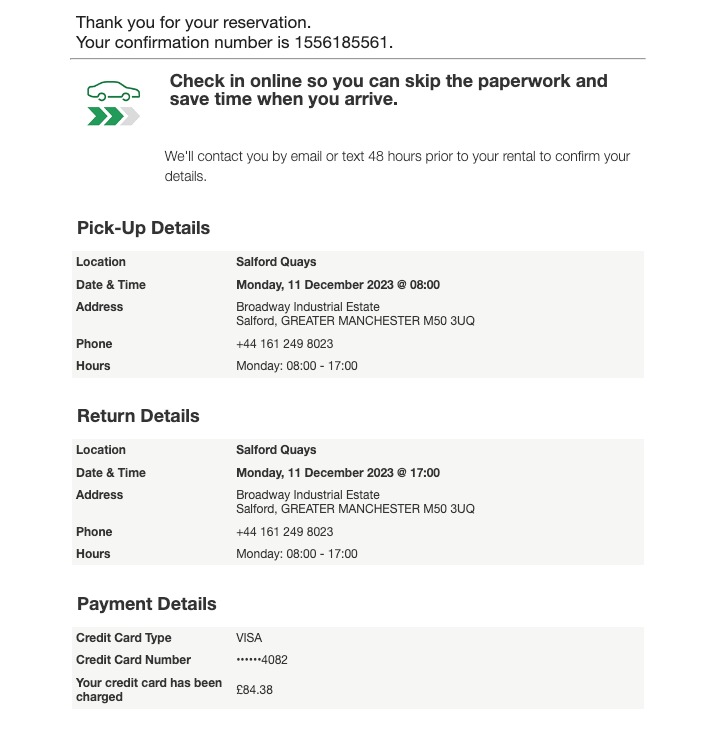 Thank you for your reservation.
Your confirmation number is 1556185561.
Check in online so you can skip the paperwork and
save time when you arrive.
We'll contact you by email or text 48 hours prior to your rental to confirm your
details.
Pick-Up Details
Location Salford Quays
Date & Time Monday, 11 December 2023 @ 08:00
Address Broadway Industrial Estate
Salford, GREATER MANCHESTER M50 3UQ
Phone +44 161 249 8023
Hours Monday: 08:00 - 17:00
Return Details
Location Salford Quays
Date & Time Monday, 11 December 2023 @ 17:00
Address Broadway Industrial Estate
Salford, GREATER MANCHESTER M50 3UQ
Phone +44 161 249 8023
Hours Monday: 08:00 - 17:00
Payment Details
Credit Card Type VISA
Credit Card Number ••••••4082
Your credit card has been
charged £84.38